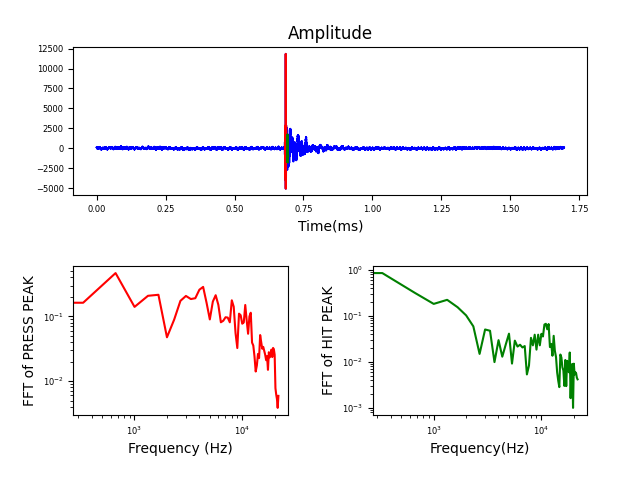 Amplitude
12500
10000
7500
5000
2500
0
−2500
−5000
0.00 0.25 0.50 0.75 1.00 1.25 1.50 1.75
Time(ms)
FFT of PRESS PEAK
10⁻¹
10⁻²
10³ 10⁴
Frequency (Hz)
FFT of HIT PEAK
10⁰
10⁻¹
10⁻²
10⁻³
10³ 10⁴
Frequency(Hz)